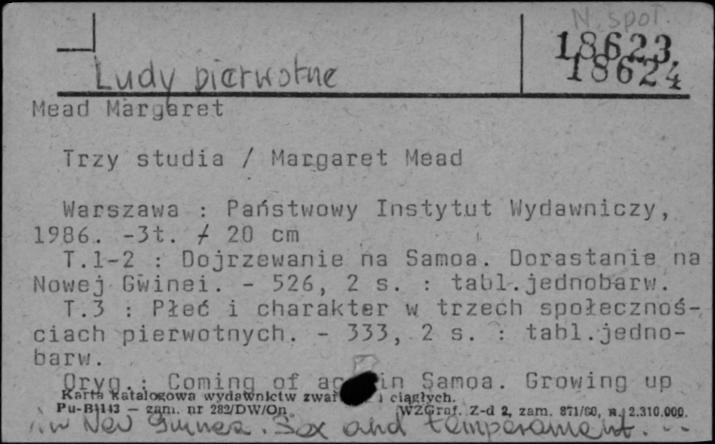 N. społ.
18623,
18624
Ludy pierwotne
Mead Margaret
Trzy studia / Margaret Mead
Warszawa : Państwowy Instytut Wydawniczy,
1986. -3t. ; 20 cm
T.1-2 : Dojrzewanie na Samoa. Dorastanie na
Nowej Gwinei. - 526, 2 s. : tabl.jednobarw.
T.3 : Płeć i charakter w trzech społecznoś-
ciach pierwotnych. - 333, 2 s. : tabl.jedno-
barw.
Oryg.: Coming of in Samoa. Growing up
Karta katalogowa wydawnictw i ciągłych.
Pu-B/143 — zam. nr 282/DW/On. WZGraf. Z-d 2, zam. 871/60, n. 2.310.000.
in New Guinea. Sex and temperament. ..